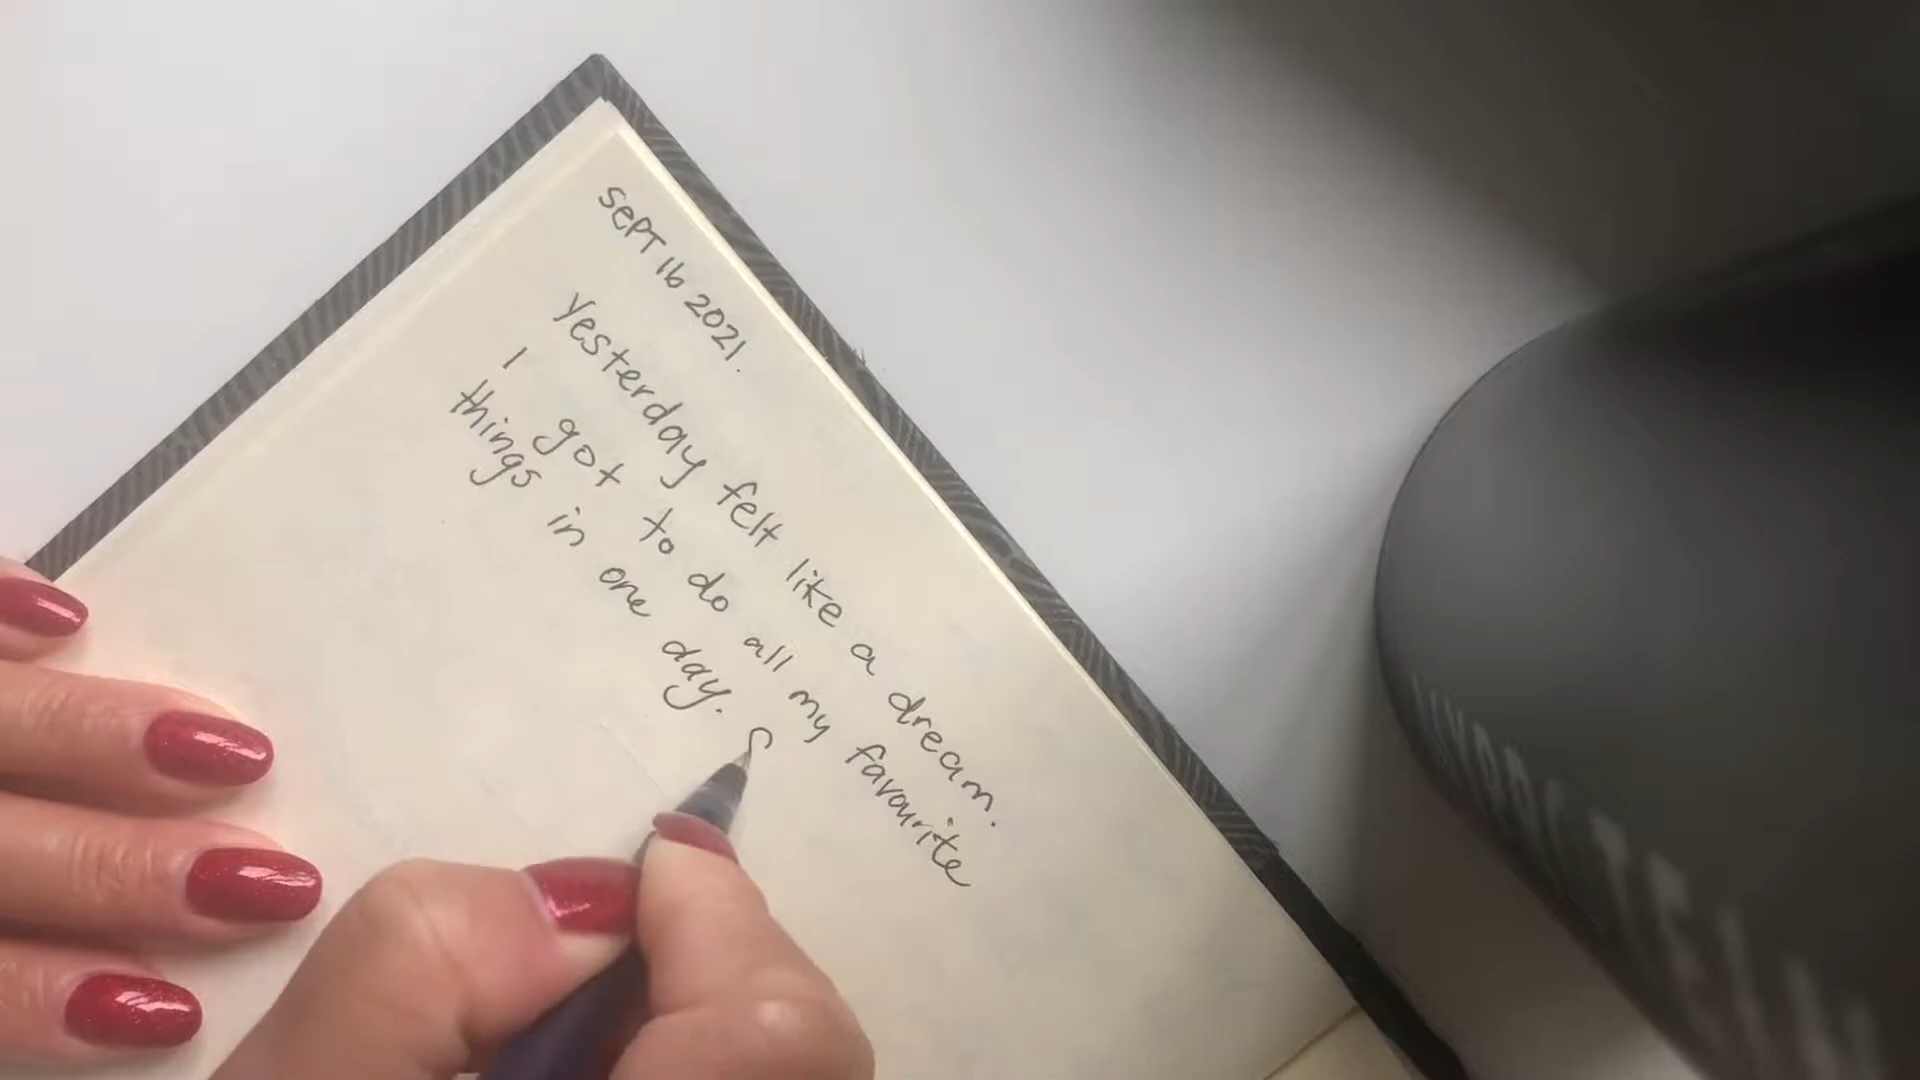 SEPT 16 2021.
Yesterday felt like a dream.
I got to do all my favourite
things in one day. S